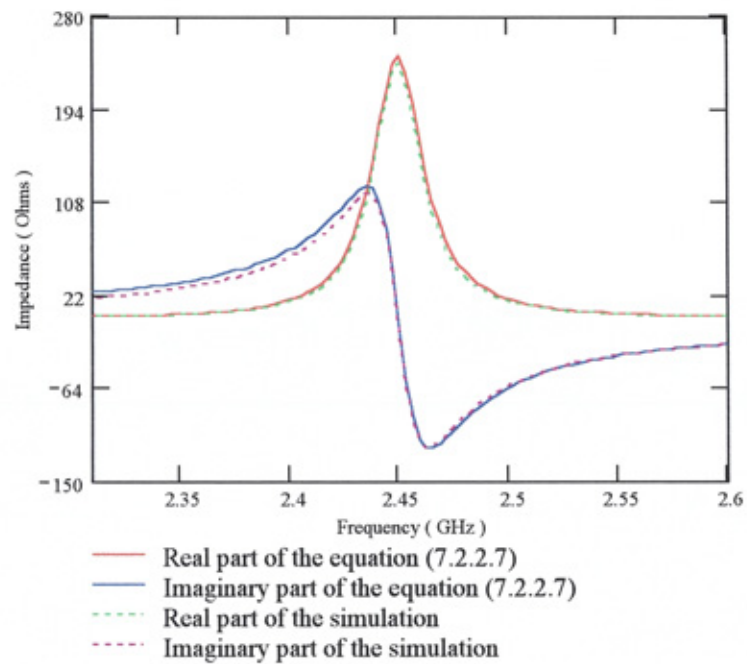 280
194
108
22
−64
−150
Impedance ( Ohms )
2.35
2.4
2.45
2.5
2.55
2.6
Frequency ( GHz )
Real part of the equation (7.2.2.7)
Imaginary part of the equation (7.2.2.7)
Real part of the simulation
Imaginary part of the simulation